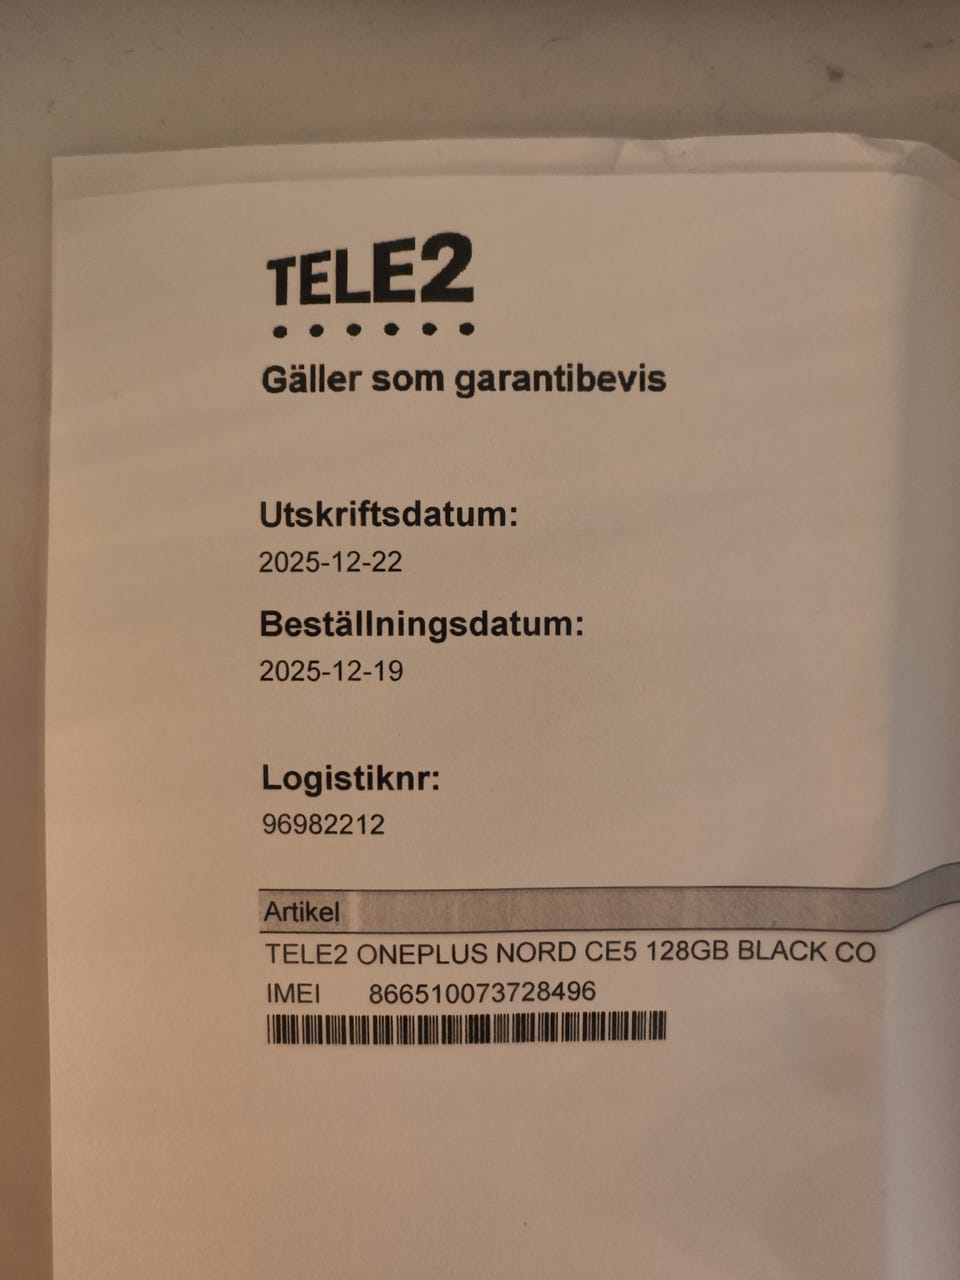 TELE2
Gäller som garantibevis
Utskriftsdatum:
2025-12-22
Beställningsdatum:
2025-12-19
Logistiknr:
96982212
Artikel
TELE2 ONEPLUS NORD CE5 128GB BLACK CO
IMEI 866510073728496